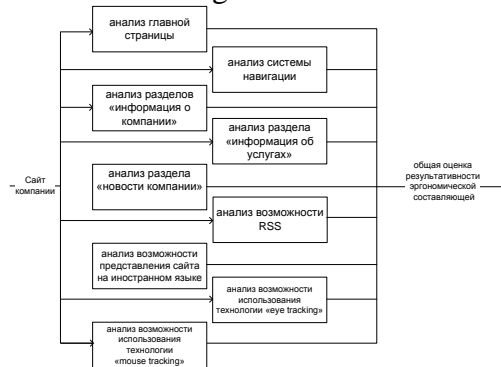 g
анализ главной
страницы
анализ системы
навигации
анализ разделов
«информация о
компании»
анализ раздела
«информация об
услугах»
Сайт
компании
анализ раздела
«новости компании»
общая оценка
результативности
эргономической
составляющей
анализ возможности
RSS
анализ возможности
представления сайта
на иностранном языке
анализ возможности
использования
технологии «eye tracking»
анализ возможности
использования
технологии
«mouse tracking»